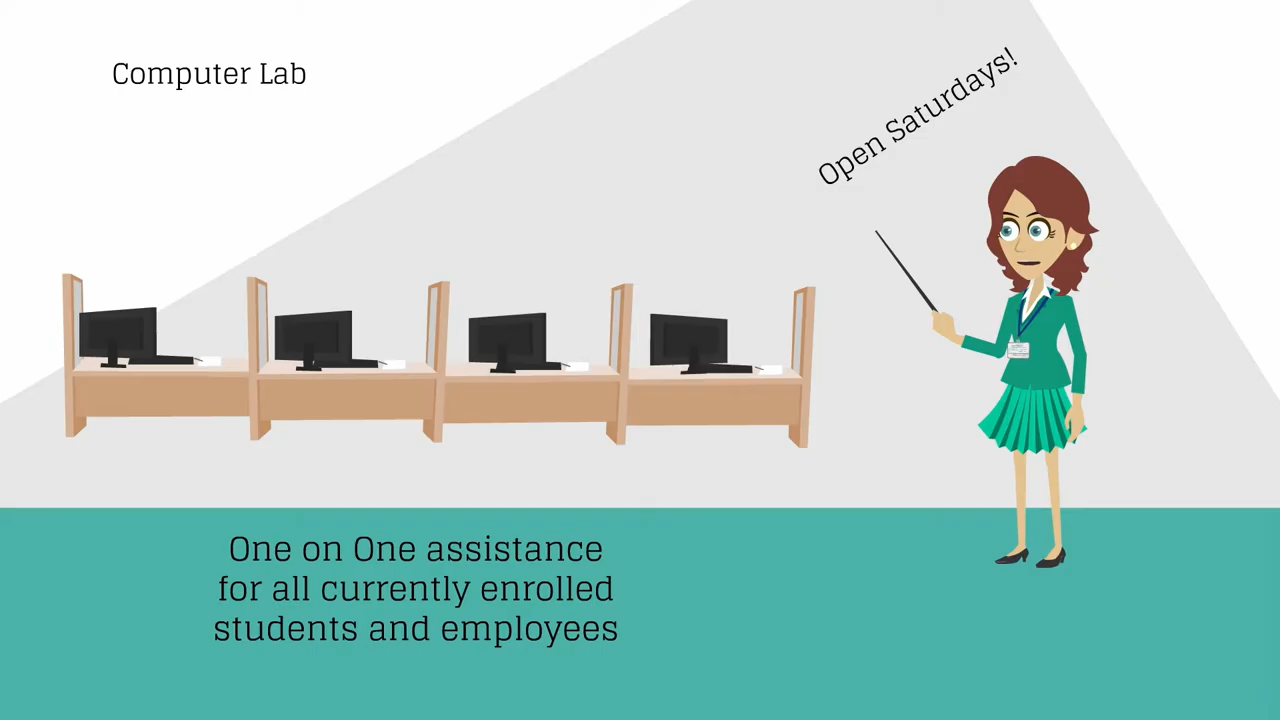 Computer Lab
Open Saturdays!
One on One assistance
for all currently enrolled
students and employees